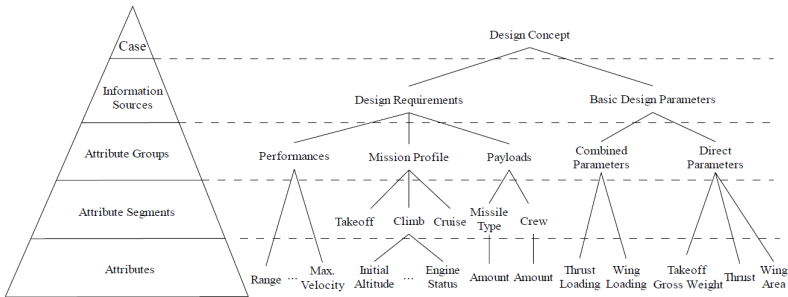 Case
Information
Sources
Attribute Groups
Attribute Segments
Attributes
Design Concept
Design Requirements
Basic Design Parameters
Performances
Mission Profile
Payloads
Combined
Parameters
Direct
Parameters
Takeoff
Climb
Cruise
Missile
Type
Crew
Range
...
Max.
Velocity
Initial
Altitude
...
Engine
Status
Amount
Amount
Thrust
Loading
Wing
Loading
Takeoff
Gross Weight
Thrust
Wing
Area